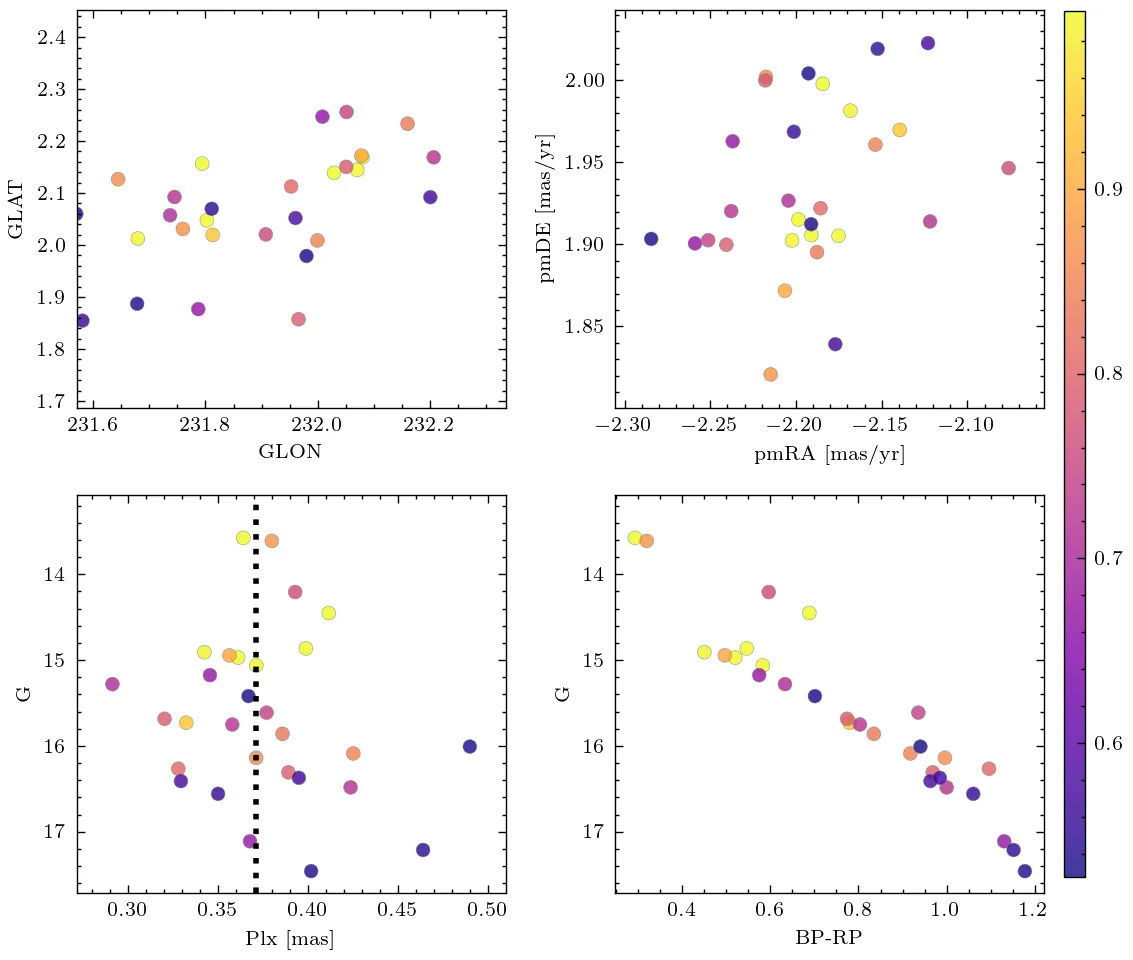 2.4
2.3
2.2
2.1
2.0
1.9
1.8
1.7
GLAT
231.6 231.8 232.0 232.2
GLON
2.00
1.95
1.90
1.85
pmDE [mas/yr]
−2.30 −2.25 −2.20 −2.15 −2.10
pmRA [mas/yr]
0.9
0.8
0.7
0.6
14
15
16
17
G
0.30 0.35 0.40 0.45 0.50
Plx [mas]
14
15
16
17
G
0.4 0.6 0.8 1.0 1.2
BP-RP